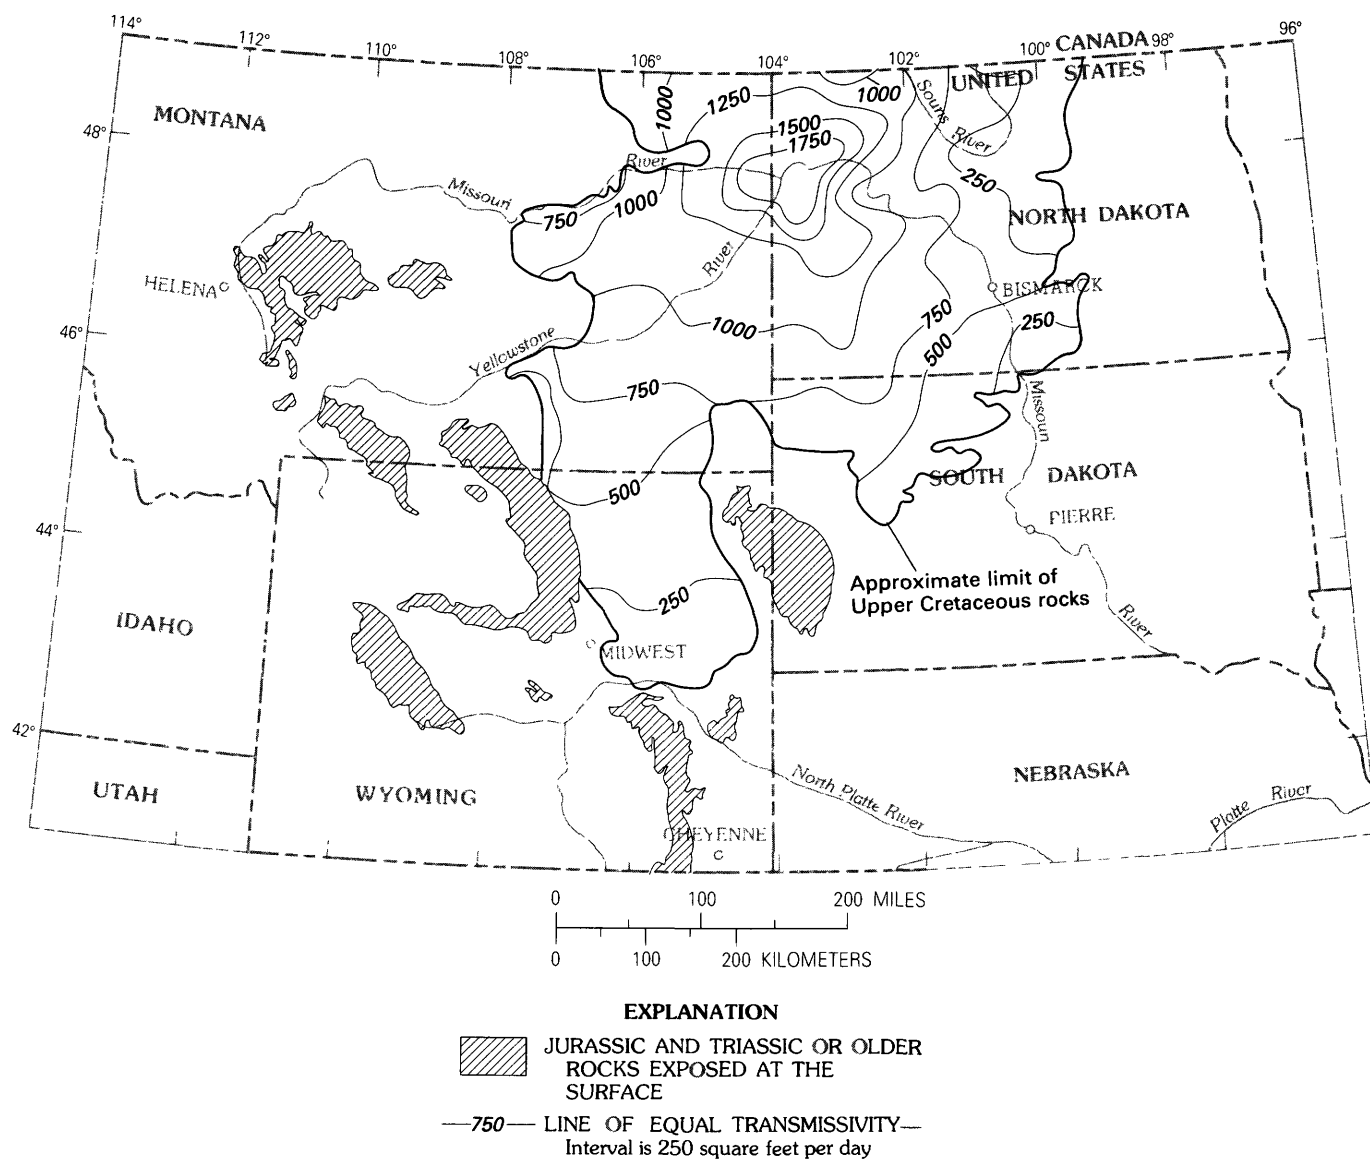 114°
112°
110°
108°
106°
104°
102°
100°
98°
96°
CANADA
UNITED STATES
MONTANA
48°
1000
1250
1000
Souris River
1500
1750
River
Missouri
250
750
1000
NORTH DAKOTA
River
HELENA
BISMARCK
46°
Yellowstone
1000
750
250
500
750
Missouri
500
SOUTH DAKOTA
PIERRE
44°
Approximate limit of
Upper Cretaceous rocks
250
River
IDAHO
MIDWEST
42°
UTAH
WYOMING
North Platte River
NEBRASKA
Platte River
CHEYENNE
0 100 200 MILES
0 100 200 KILOMETERS
EXPLANATION
JURASSIC AND TRIASSIC OR OLDER
ROCKS EXPOSED AT THE
SURFACE
—750— LINE OF EQUAL TRANSMISSIVITY—
Interval is 250 square feet per day